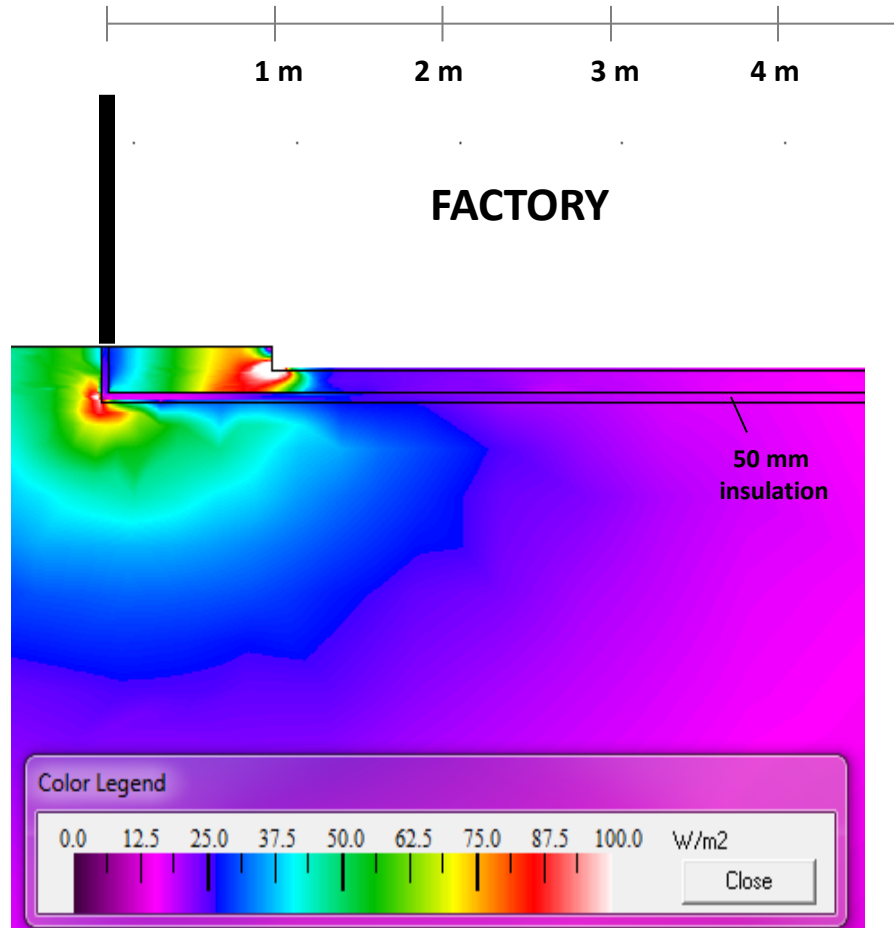 1 m 2 m 3 m 4 m
FACTORY
50 mm
insulation
Color Legend
0.0 12.5 25.0 37.5 50.0 62.5 75.0 87.5 100.0 W/m2
Close